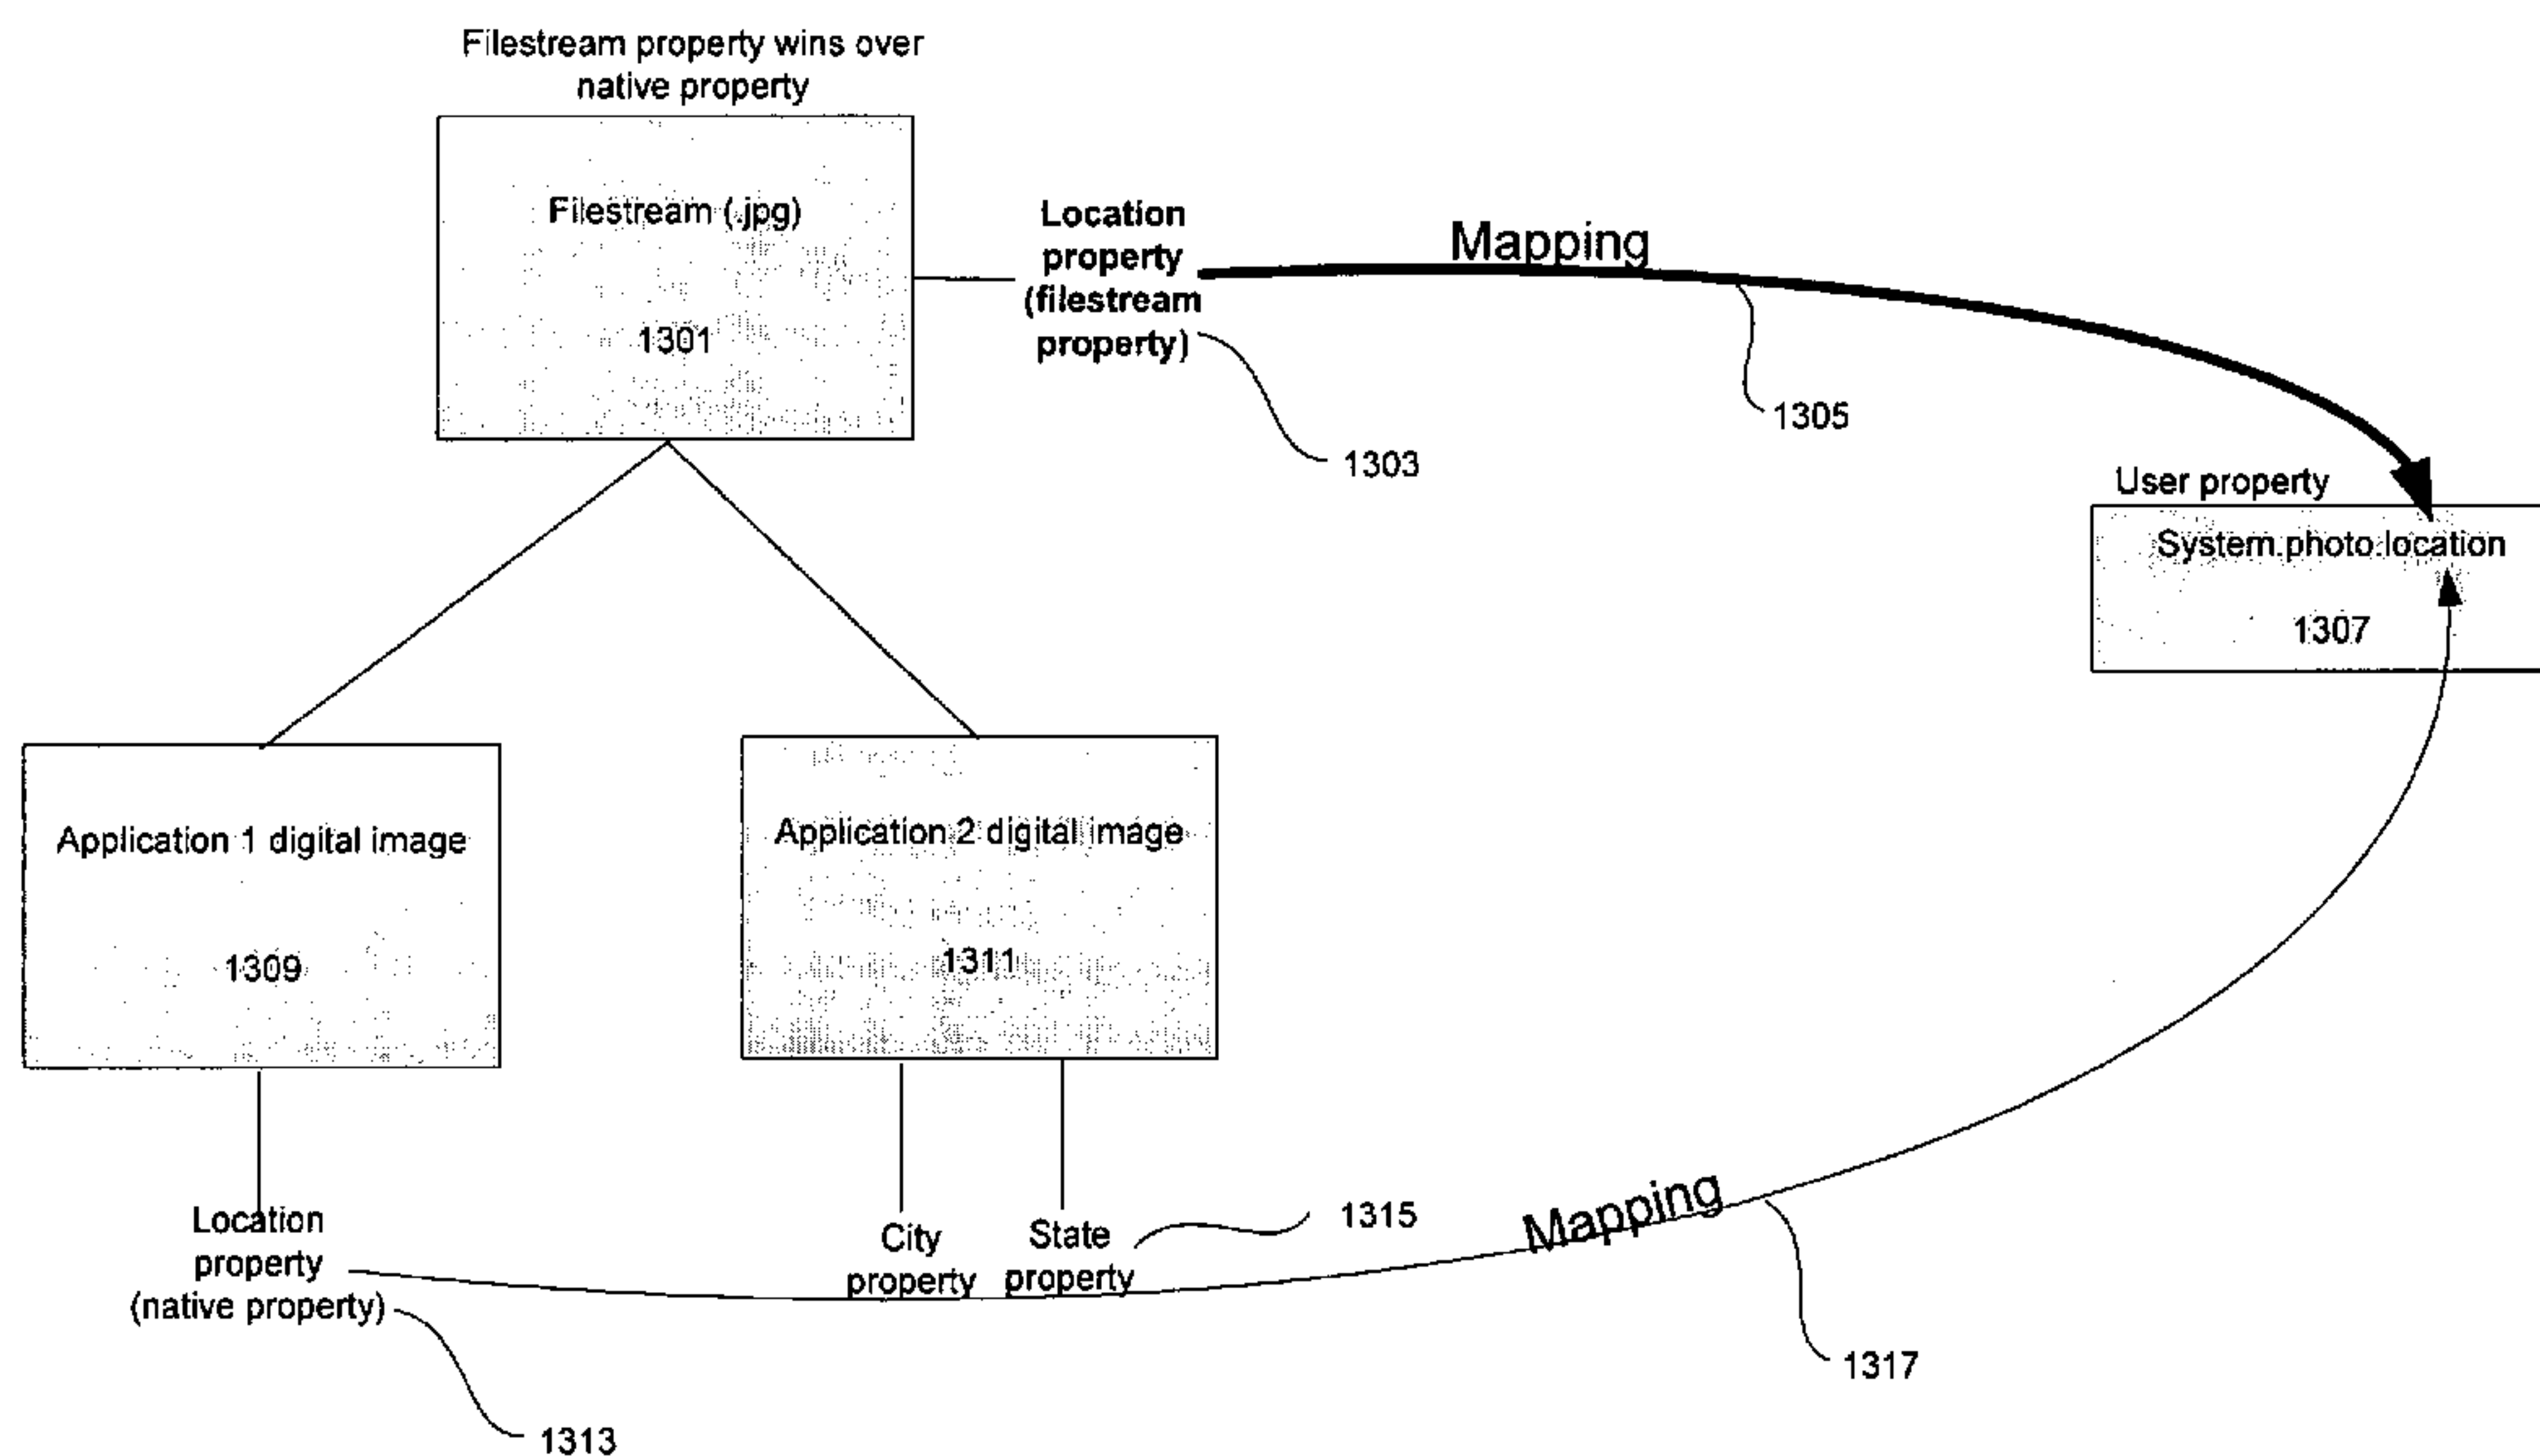 Filestream property wins over
native property
Filestream (.jpg)
1301
Location
property
(filestream
property)
1303
Mapping
1305
User property
System.photo.location
1307
Application 1 digital image
1309
Application 2 digital image
1311
Location
property
(native property)
1313
City
property
State
property
1315
Mapping
1317